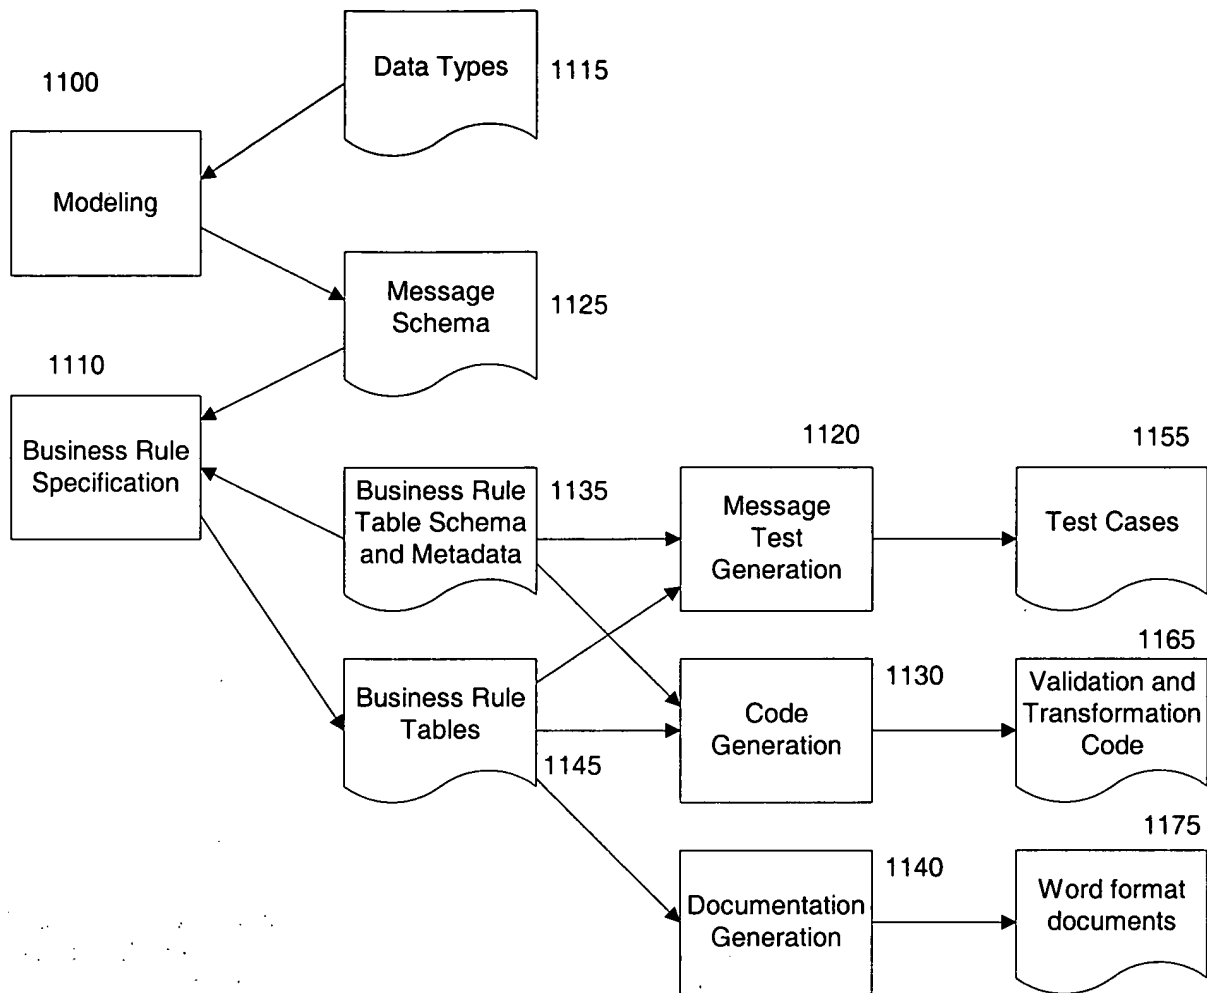 Data Types
1115
1100
Modeling
Message
Schema
1125
1110
Business Rule
Specification
Business Rule
Table Schema
and Metadata
1135
1120
Message
Test
Generation
1155
Test Cases
Business Rule
Tables
1145
Code
Generation
1130
1165
Validation and
Transformation
Code
Documentation
Generation
1140
1175
Word format
documents